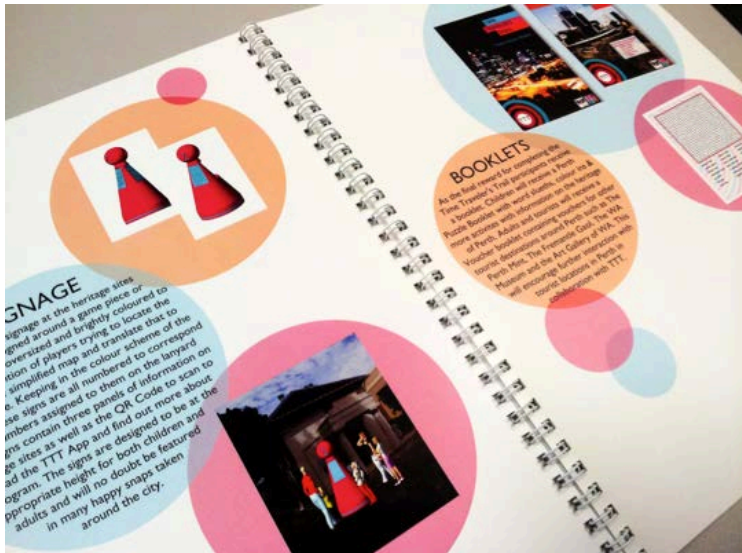 GNAGE
signage at the heritage sites
igned around a game piece or
oversized and brightly coloured to
ntion of players trying to locate the
simplified map and translate that to
e. Keeping in the colour scheme of the
se signs are all numbered to correspond
mbers assigned to them on the lanyard
ns contain three panels of information on
ge sites as well as the QR Code to scan to
ad the TTT App and find out more about
ogram. The signs are designed to be at the
ppropriate height for both children and
adults and will no doubt be featured
in many happy snaps taken
around the city.
BOOKLETS
As the final reward for completing the
Time Traveler's Trail participants receive
a booklet. Children will receive a Perth
Puzzle Booklet with word sleuths, colour ins &
more activites with information on the heritage
of Perth. Adults and tourists will receive a
Voucher booklet containing vouchers for other
tourist destinations around Perth such as The
Perth Mint, The Fremantle Gaol, The WA
Museum and the Art Gallery of WA. This
will encourage further interaction with
tourist locations in Perth in
collaboration with TTT.